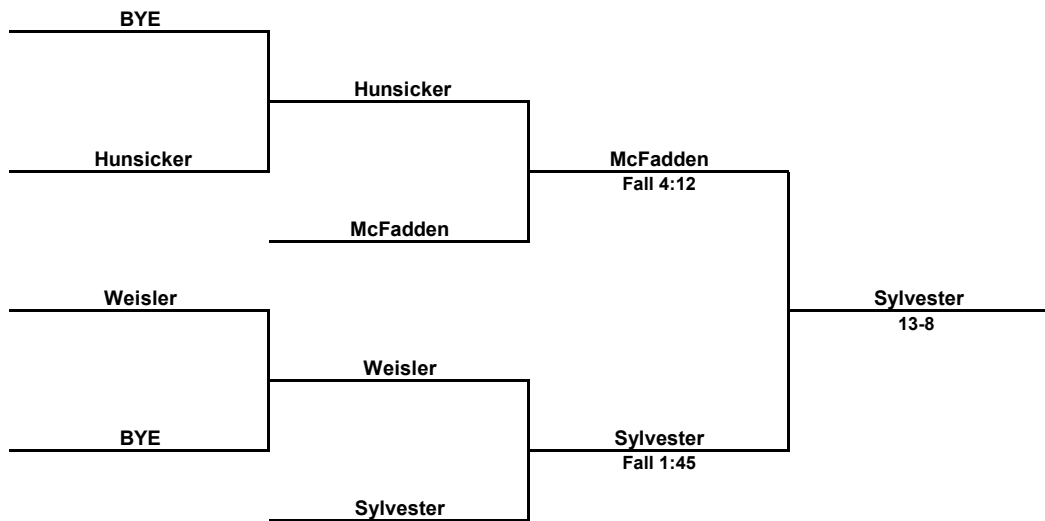 BYE
Hunsicker
Hunsicker
McFadden
Fall 4:12
McFadden
Weisler
Sylvester
13-8
Weisler
BYE
Sylvester
Fall 1:45
Sylvester